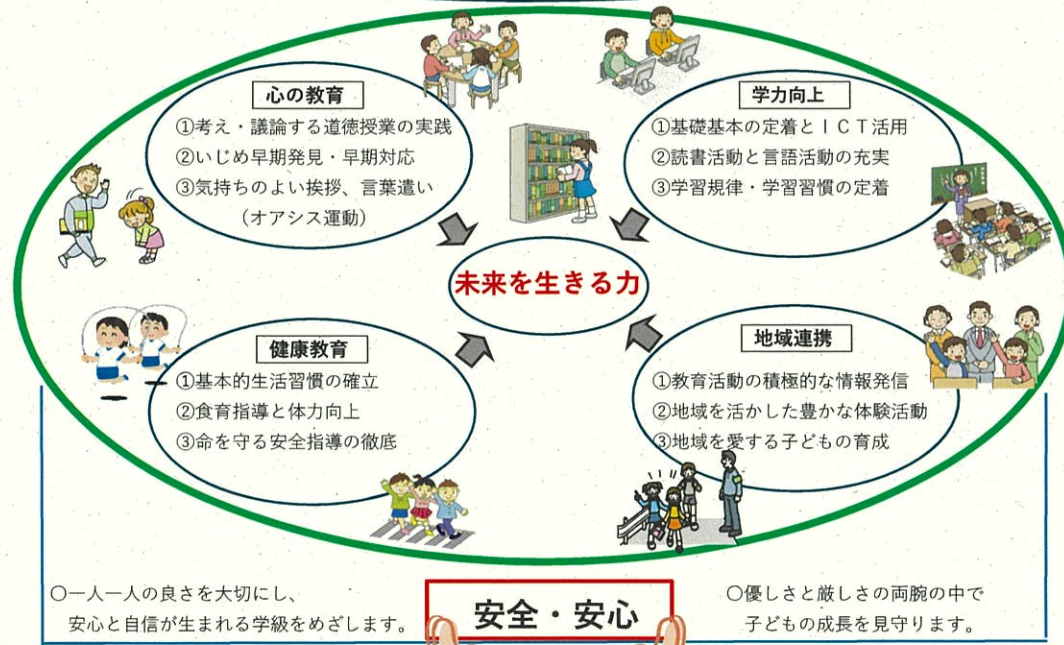 心の教育
①考え・議論する道徳授業の実践
②いじめ早期発見・早期対応
③気持ちのよい挨拶、言葉遣い
（オアシス運動）
学力向上
①基礎基本の定着とＩＣＴ活用
②読書活動と言語活動の充実
③学習規律・学習習慣の定着
未来を生きる力
健康教育
①基本的生活習慣の確立
②食育指導と体力向上
③命を守る安全指導の徹底
地域連携
①教育活動の積極的な情報発信
②地域を活かした豊かな体験活動
③地域を愛する子どもの育成
○一人一人の良さを大切にし、
安心と自信が生まれる学級をめざします。
安全・安心
○優しさと厳しさの両腕の中で
子どもの成長を見守ります。